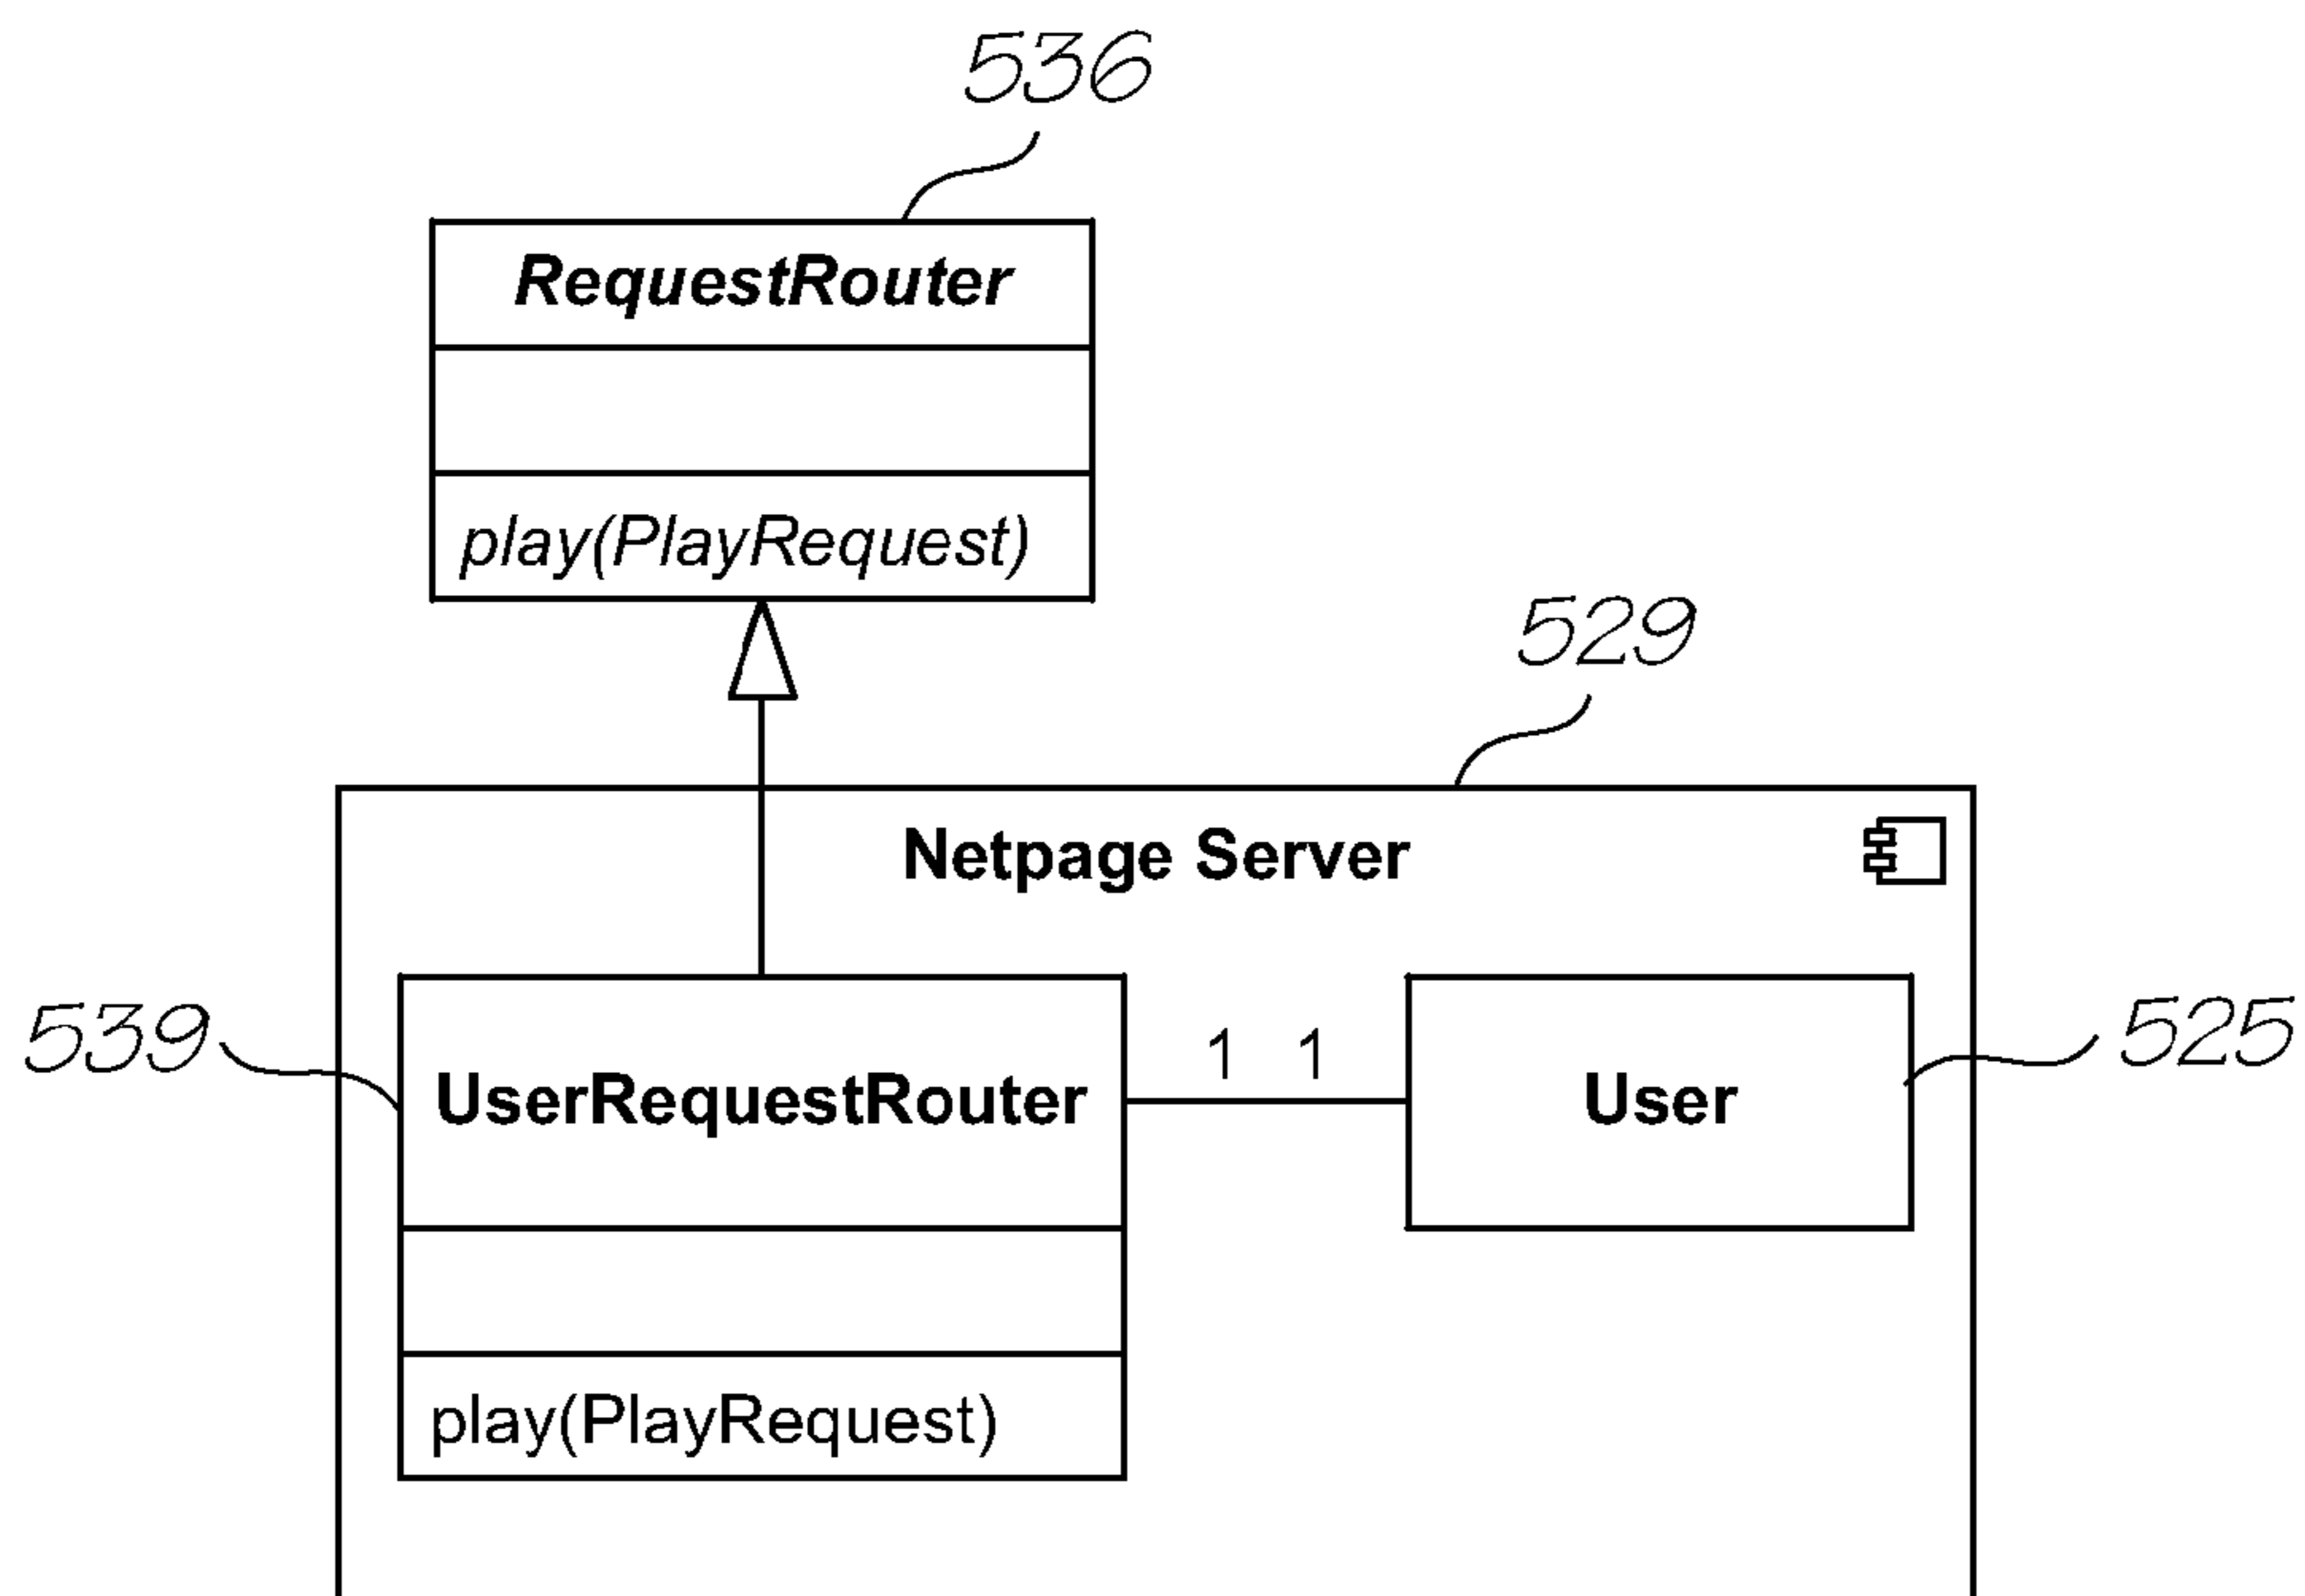 536
RequestRouter
play(PlayRequest)
529
Netpage Server
539
UserRequestRouter
1 1
User
525
play(PlayRequest)